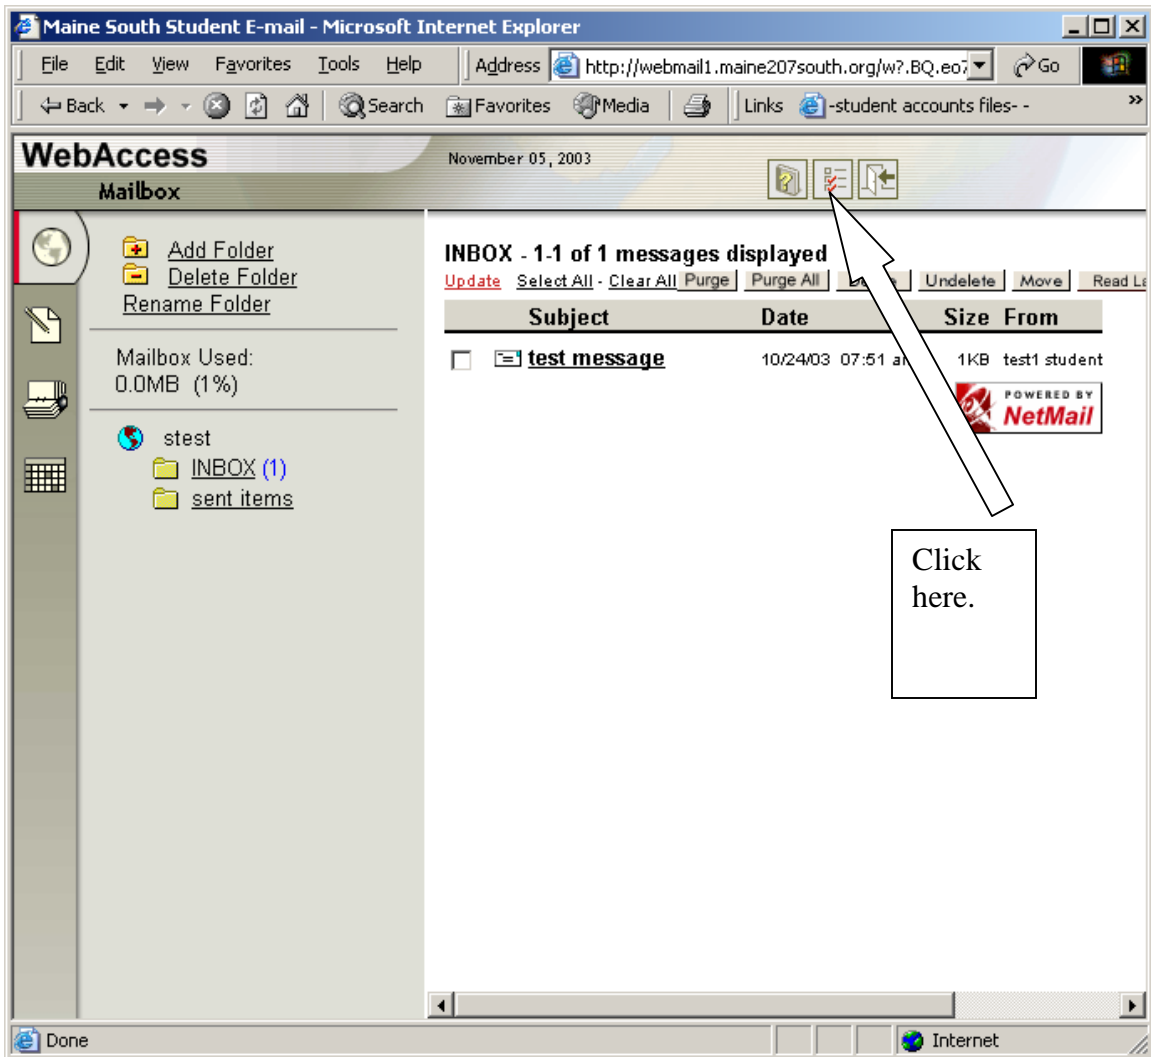 Maine South Student E-mail - Microsoft Internet Explorer
File Edit View Favorites Tools Help Address http://webmail1.maine207south.org/w?.BQ.eo7 Go
Back Search Favorites Media Links -student accounts files- - »
WebAccess November 05, 2003
Mailbox
Add Folder
Delete Folder
Rename Folder
Mailbox Used:
0.0MB (1%)
stest
INBOX (1)
sent items
INBOX - 1-1 of 1 messages displayed
Update Select All - Clear All Purge Purge All Undelete Move Read La
Subject Date Size From
test message 10/24/03 07:51 a 1KB test1 student
POWERED BY
NetMail
Click
here.
Done Internet